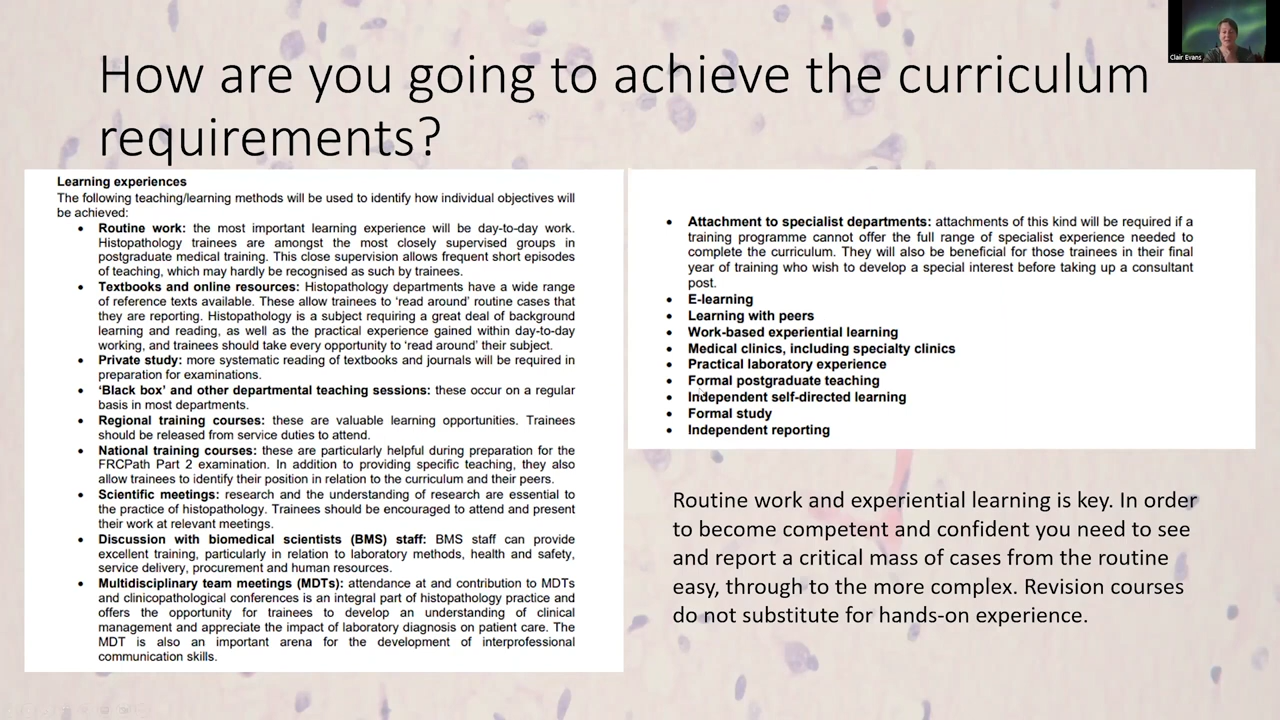 Clair Evans
How are you going to achieve the curriculum
requirements?
Learning experiences
The following teaching/learning methods will be used to identify how individual objectives will
be achieved:
• Routine work: the most important learning experience will be day-to-day work.
Histopathology trainees are amongst the most closely supervised groups in
postgraduate medical training. This close supervision allows frequent short episodes
of teaching, which may hardly be recognised as such by trainees.
• Textbooks and online resources: Histopathology departments have a wide range
of reference texts available. These allow trainees to ‘read around’ routine cases that
they are reporting. Histopathology is a subject requiring a great deal of background
learning and reading, as well as the practical experience gained within day-to-day
working, and trainees should take every opportunity to ‘read around’ their subject.
• Private study: more systematic reading of textbooks and journals will be required in
preparation for examinations.
• ‘Black box’ and other departmental teaching sessions: these occur on a regular
basis in most departments.
• Regional training courses: these are valuable learning opportunities. Trainees
should be released from service duties to attend.
• National training courses: these are particularly helpful during preparation for the
FRCPath Part 2 examination. In addition to providing specific teaching, they also
allow trainees to identify their position in relation to the curriculum and their peers.
• Scientific meetings: research and the understanding of research are essential to
the practice of histopathology. Trainees should be encouraged to attend and present
their work at relevant meetings.
• Discussion with biomedical scientists (BMS) staff: BMS staff can provide
excellent training, particularly in relation to laboratory methods, health and safety,
service delivery, procurement and human resources.
• Multidisciplinary team meetings (MDTs): attendance at and contribution to MDTs
and clinicopathological conferences is an integral part of histopathology practice and
offers the opportunity for trainees to develop an understanding of clinical
management and appreciate the impact of laboratory diagnosis on patient care. The
MDT is also an important arena for the development of interprofessional
communication skills.
• Attachment to specialist departments: attachments of this kind will be required if a
training programme cannot offer the full range of specialist experience needed to
complete the curriculum. They will also be beneficial for those trainees in their final
year of training who wish to develop a special interest before taking up a consultant
post.
• E-learning
• Learning with peers
• Work-based experiential learning
• Medical clinics, including specialty clinics
• Practical laboratory experience
• Formal postgraduate teaching
• Independent self-directed learning
• Formal study
• Independent reporting
Routine work and experiential learning is key. In order
to become competent and confident you need to see
and report a critical mass of cases from the routine
easy, through to the more complex. Revision courses
do not substitute for hands-on experience.